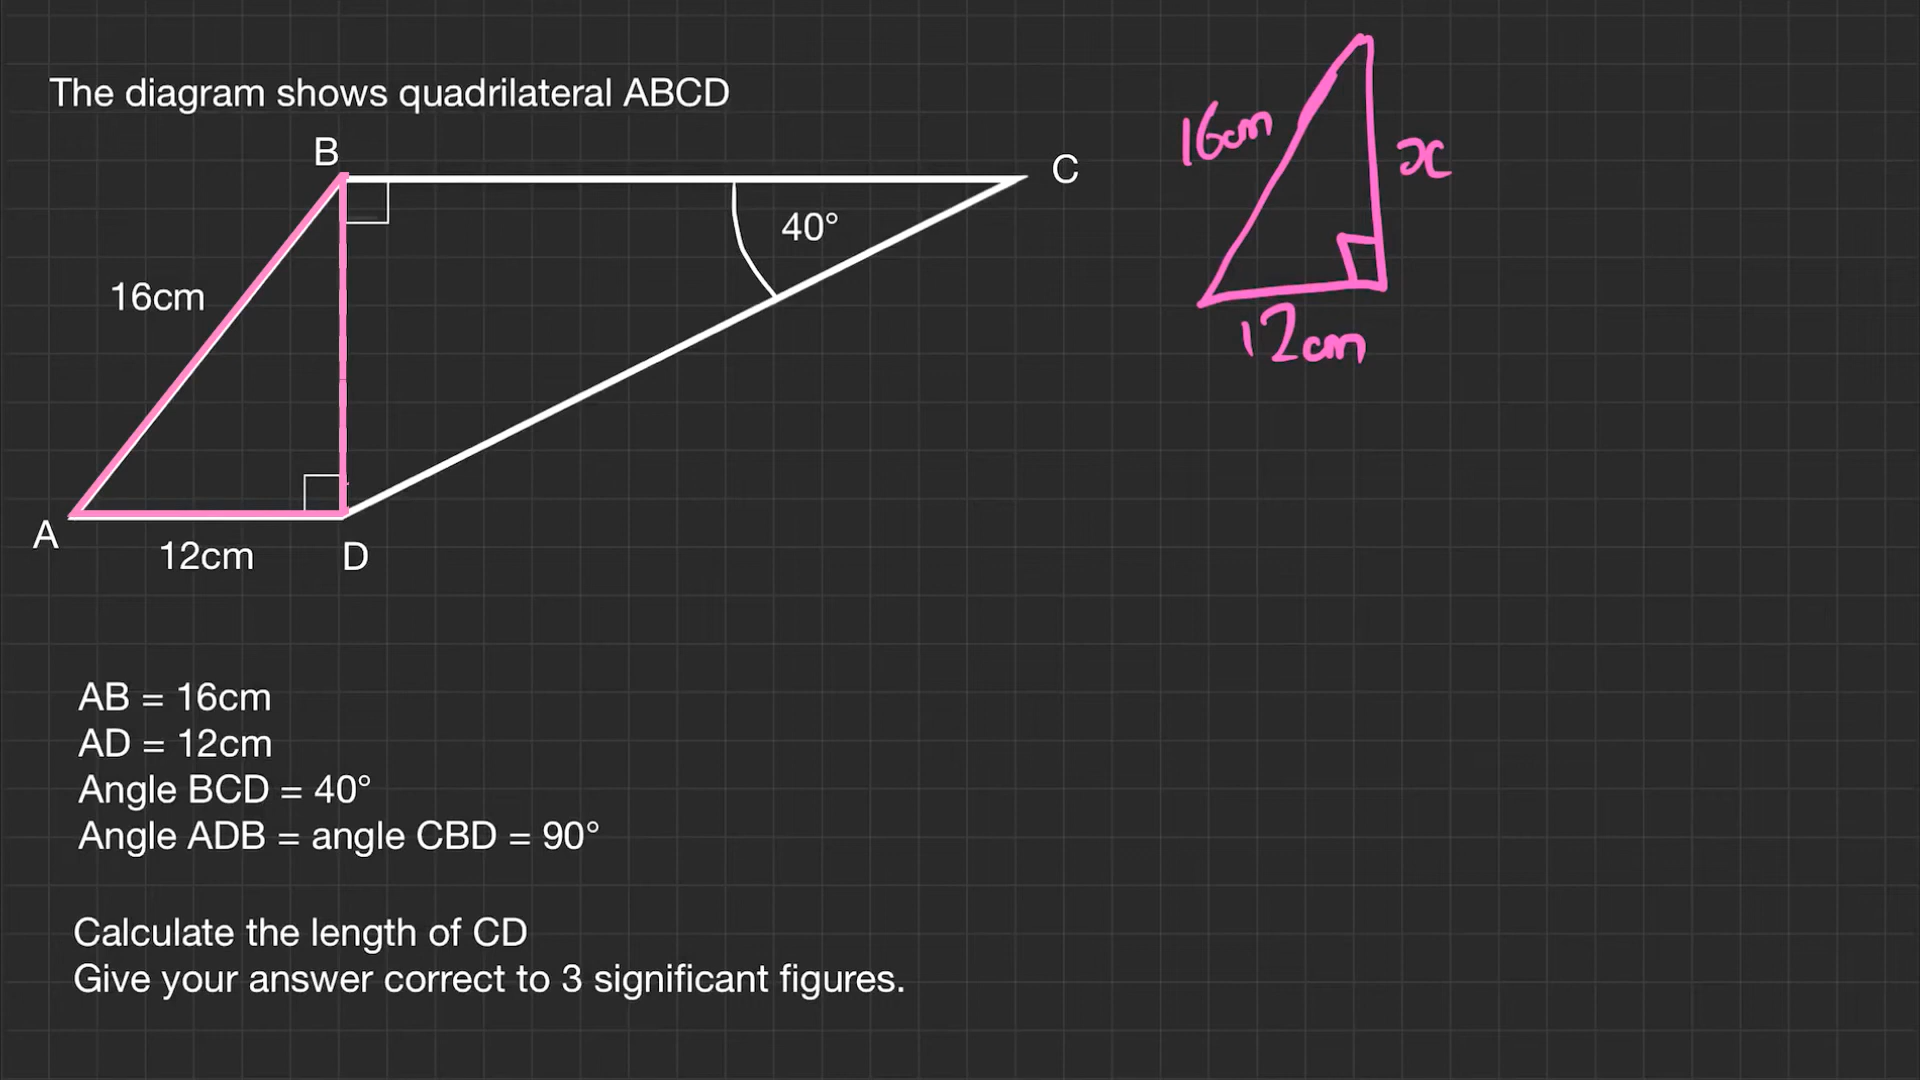 The diagram shows quadrilateral ABCD
B
C
40°
16cm
A
12cm
D
16cm
x
12cm
AB = 16cm
AD = 12cm
Angle BCD = 40°
Angle ADB = angle CBD = 90°
Calculate the length of CD
Give your answer correct to 3 significant figures.